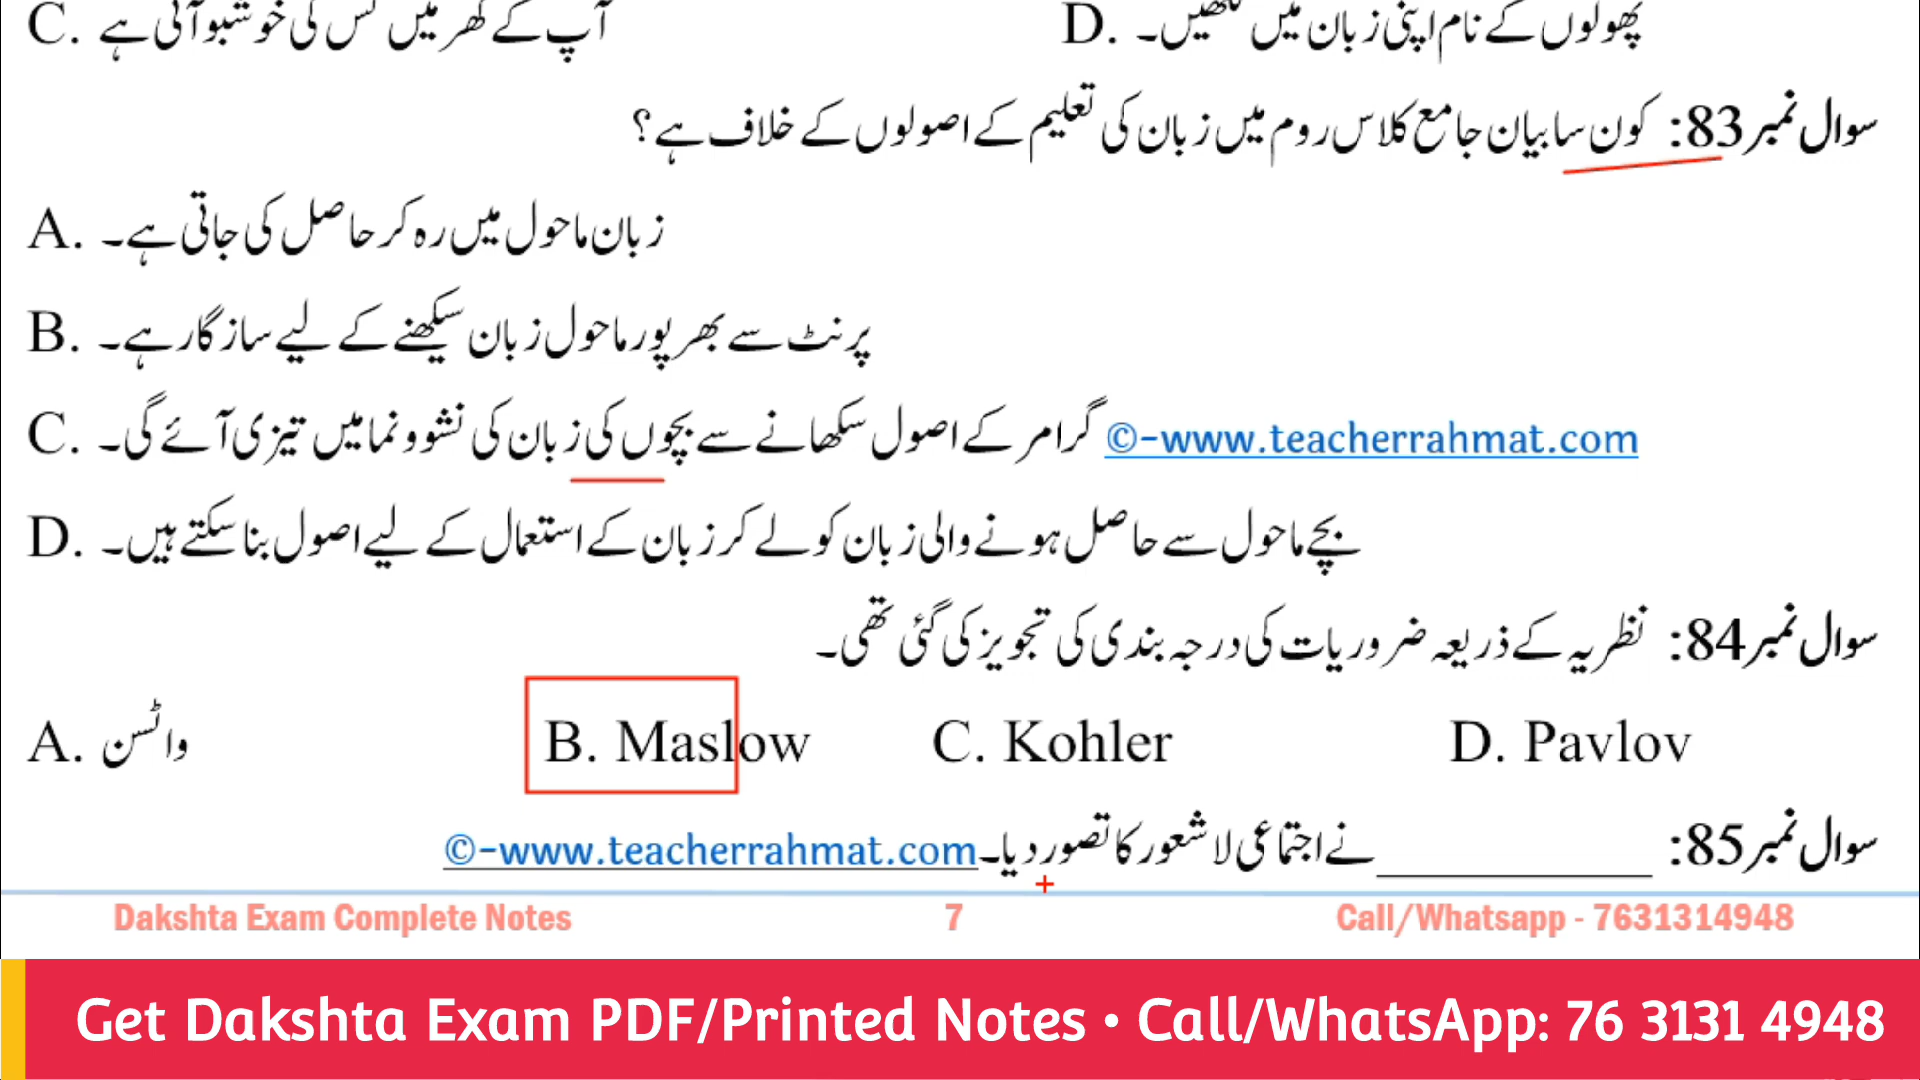 C. آپ کے گھر میں کس کی خوشبو آتی ہے
D. پھولوں کے نام اپنی زبان میں لکھیں۔
سوال نمبر 83: کون سا بیان جامع کلاس روم میں زبان کی تعلیم کے اصولوں کے خلاف ہے؟
A. زبان ماحول میں رہ کر حاصل کی جاتی ہے۔
B. پرنٹ سے بھرپور ماحول زبان سیکھنے کے لیے سازگار ہے۔
C. گرامر کے اصول سکھانے سے بچوں کی زبان کی نشوونما میں تیزی آئے گی۔ ©-www.teacherrahmat.com
D. بچے ماحول سے حاصل ہونے والی زبان کو لے کر زبان کے استعمال کے لیے اصول بنا سکتے ہیں۔
سوال نمبر 84: نظریہ کے ذریعہ ضروریات کی درجہ بندی کی تجویز کی گئی تھی۔
A. واٹسن B. Maslow C. Kohler D. Pavlov
سوال نمبر 85: __________ نے اجتماعی لاشعور کا تصور دیا۔ ©-www.teacherrahmat.com
Dakshta Exam Complete Notes 7 Call/Whatsapp - 7631314948
Get Dakshta Exam PDF/Printed Notes • Call/WhatsApp: 76 3131 4948